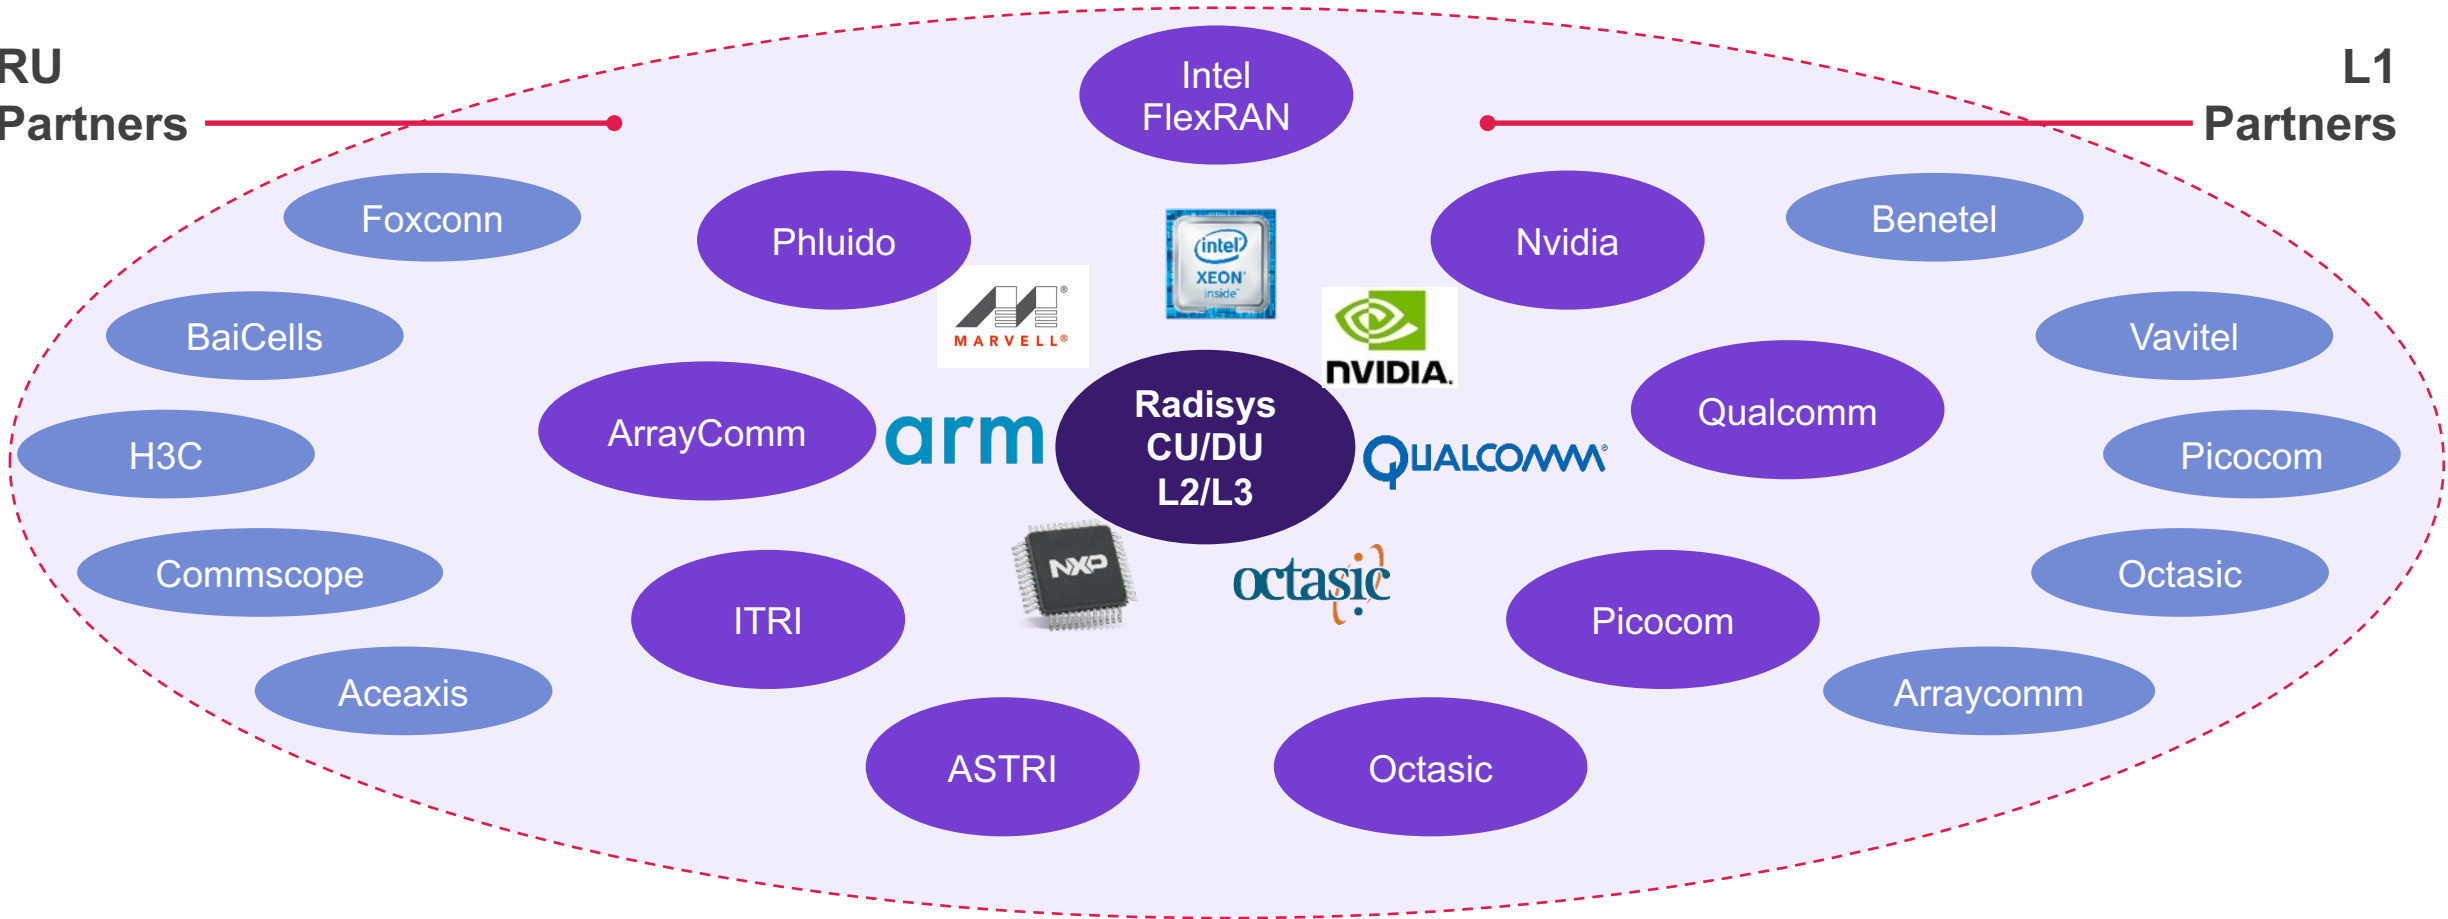 RU
Partners
L1
Partners
Intel
FlexRAN
Foxconn
Phluido
Nvidia
Benetel
intel
XEON
inside™
MARVELL®
NVIDIA.
BaiCells
Vavitel
ArrayComm
arm
Radisys
CU/DU
L2/L3
QUALCOMM®
Qualcomm
H3C
Picocom
Commscope
NXP
octasic
Octasic
ITRI
Picocom
Aceaxis
Arraycomm
ASTRI
Octasic